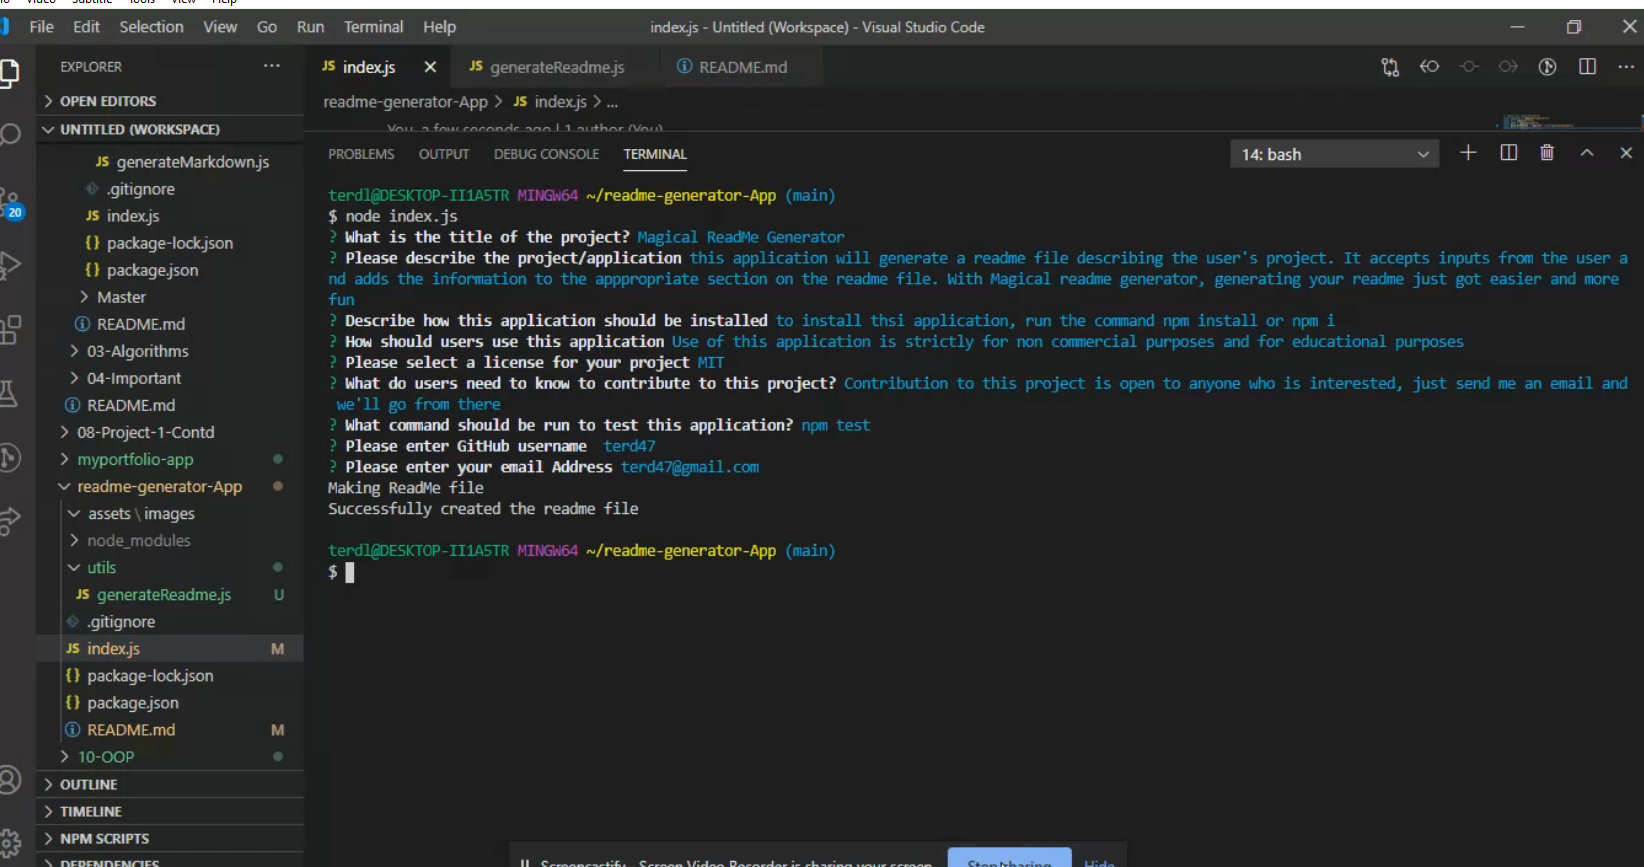 Video Subtitle Tools View Help
File Edit Selection View Go Run Terminal Help index.js - Untitled (Workspace) - Visual Studio Code
EXPLORER ... JS index.js JS generateReadme.js README.md
OPEN EDITORS readme-generator-App > JS index.js > ...
UNTITLED (WORKSPACE) You, a few seconds ago | 1 author (You)
PROBLEMS OUTPUT DEBUG CONSOLE TERMINAL 14: bash
JS generateMarkdown.js
.gitignore
JS index.js
{} package-lock.json
{} package.json
Master
README.md
03-Algorithms
04-Important
README.md
08-Project-1-Contd
myportfolio-app
readme-generator-App
assets \ images
node_modules
utils
JS generateReadme.js U
.gitignore
JS index.js M
{} package-lock.json
{} package.json
README.md M
10-OOP
OUTLINE
TIMELINE
NPM SCRIPTS
DEPENDENCIES
20
terdl@DESKTOP-II1A5TR MINGW64 ~/readme-generator-App (main)
$ node index.js
? What is the title of the project? Magical ReadMe Generator
? Please describe the project/application this application will generate a readme file describing the user's project. It accepts inputs from the user a
nd adds the information to the apppropriate section on the readme file. With Magical readme generator, generating your readme just got easier and more
fun
? Describe how this application should be installed to install thsi application, run the command npm install or npm i
? How should users use this application Use of this application is strictly for non commercial purposes and for educational purposes
? Please select a license for your project MIT
? What do users need to know to contribute to this project? Contribution to this project is open to anyone who is interested, just send me an email and
we'll go from there
? What command should be run to test this application? npm test
? Please enter GitHub username terd47
? Please enter your email Address terd47@gmail.com
Making ReadMe file
Successfully created the readme file
terdl@DESKTOP-II1A5TR MINGW64 ~/readme-generator-App (main)
$
Screencastify - Screen Video Recorder is sharing your screen. Stop sharing Hide